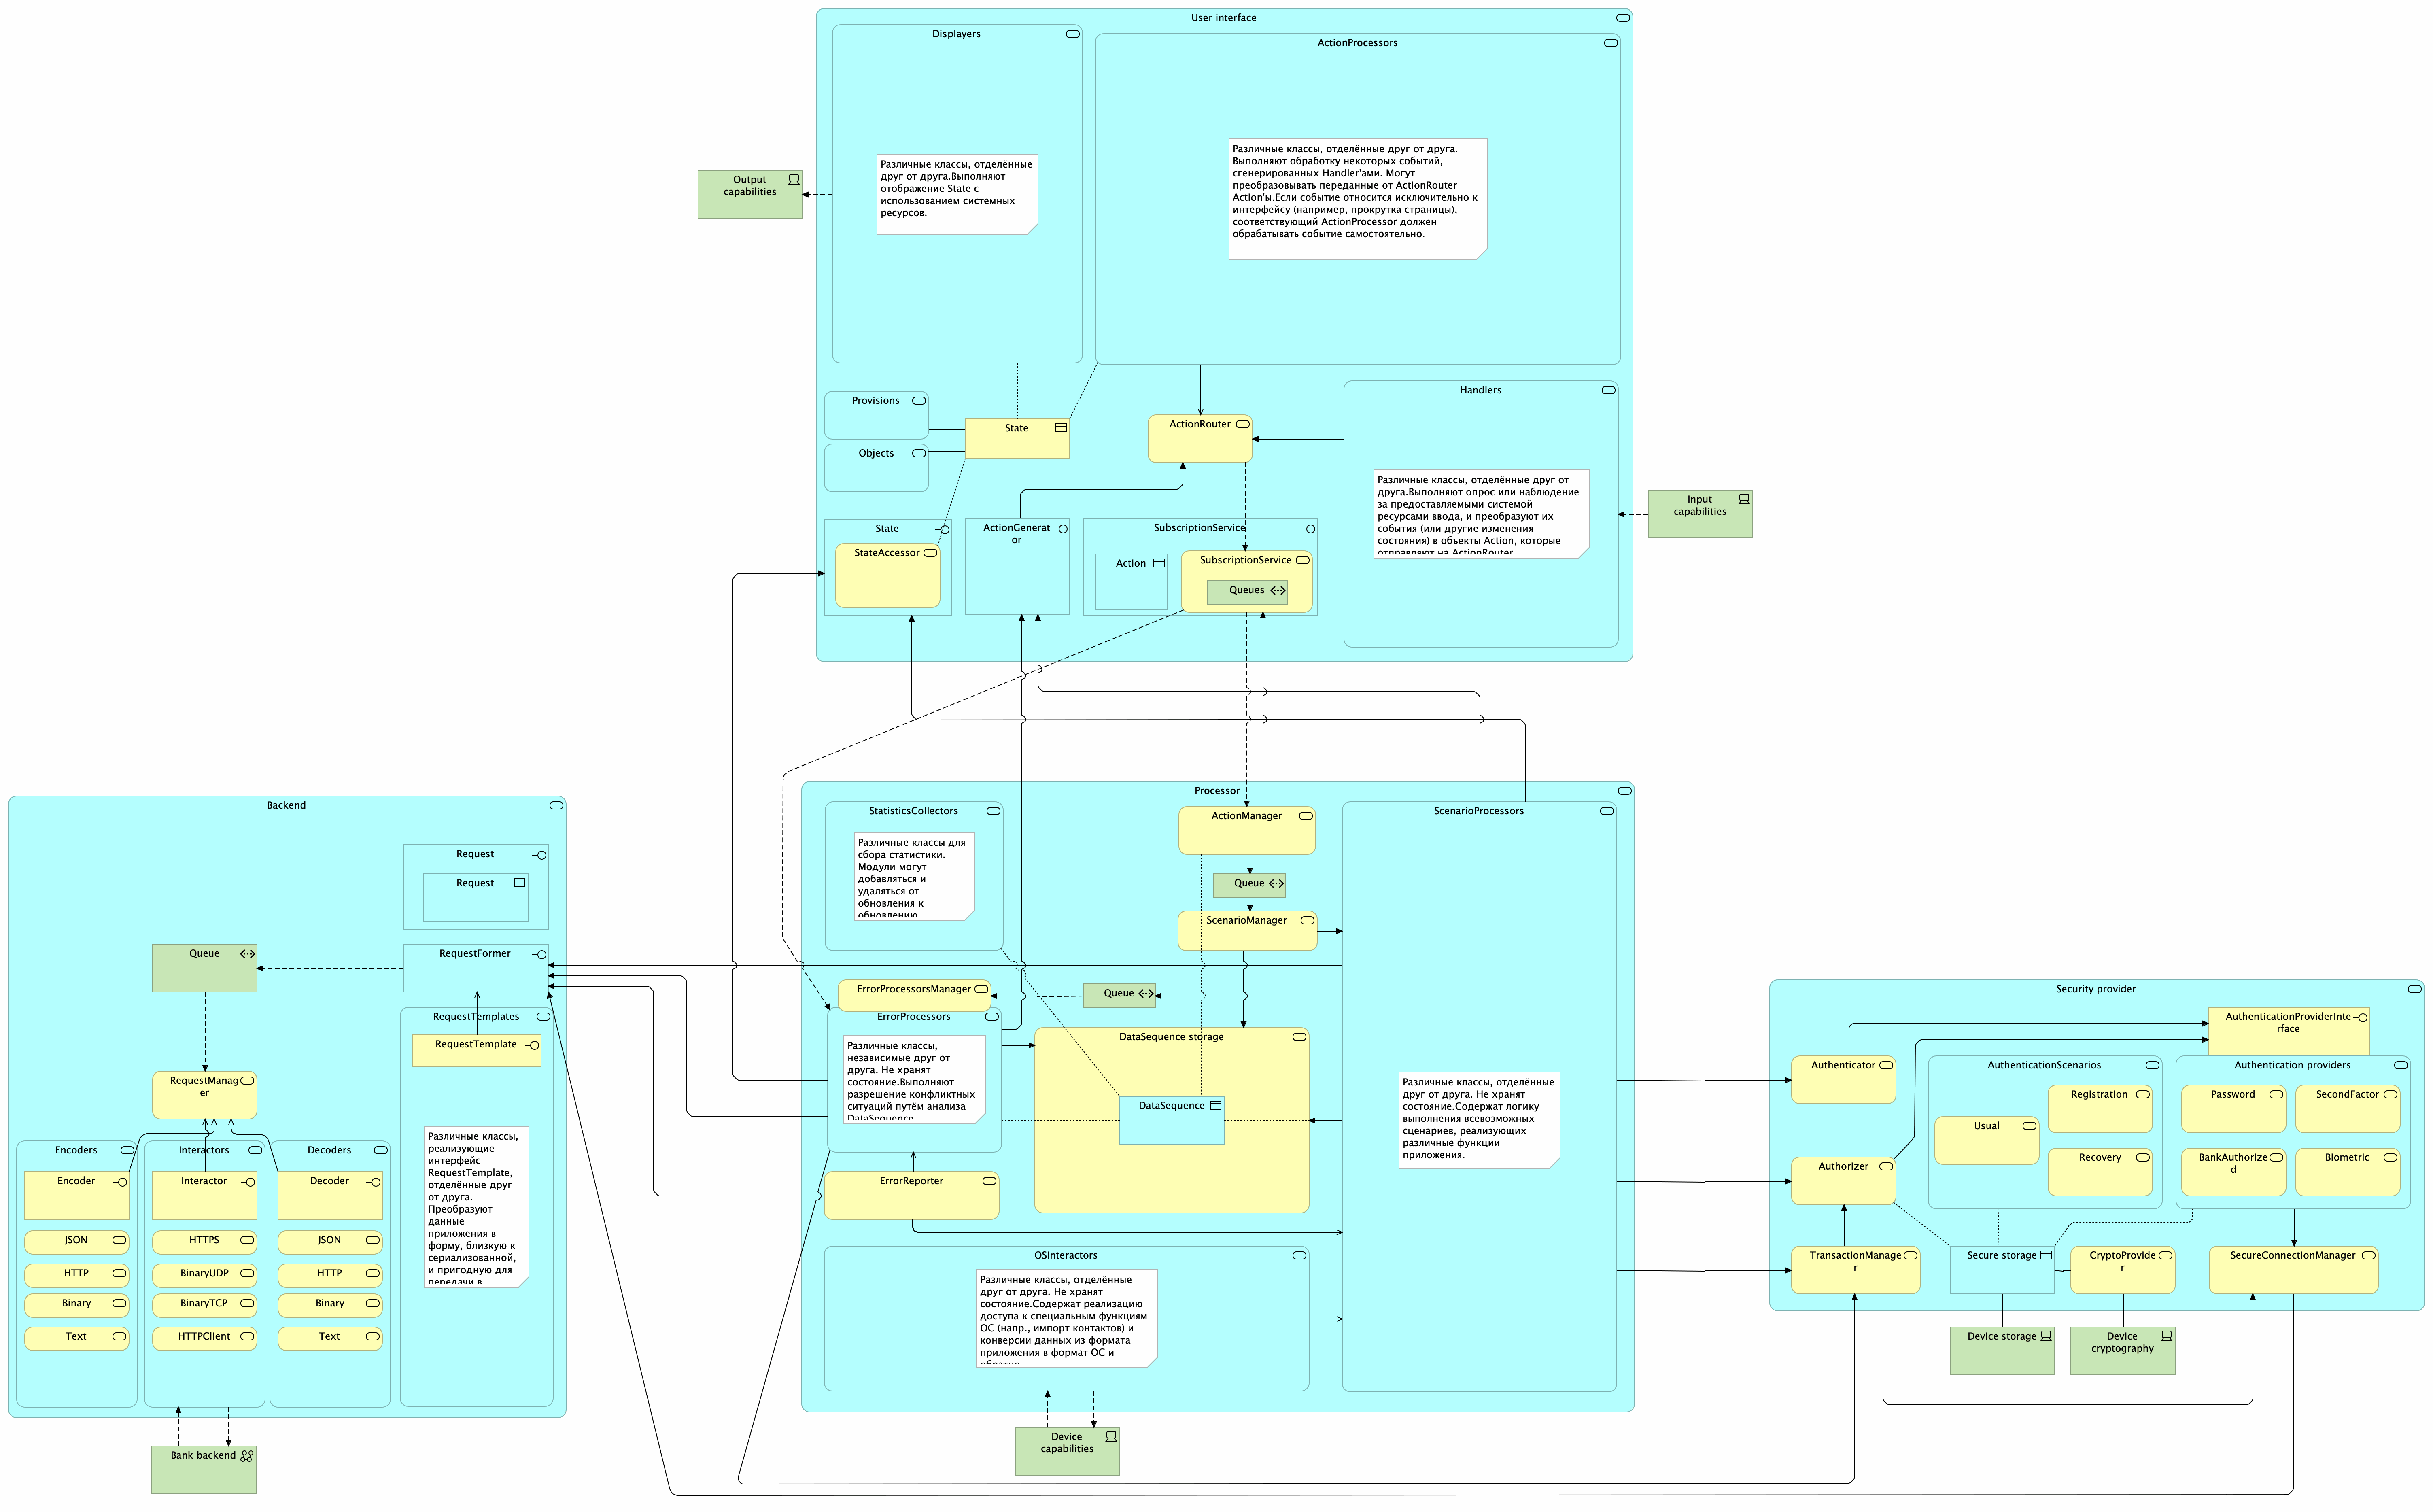 User interface
Displayers
Различные классы, отделённые
друг от друга.Выполняют
отображение State с
использованием системных
ресурсов.
ActionProcessors
Различные классы, отделённые друг от друга.
Выполняют обработку некоторых событий,
сгенерированных Handler'ами. Могут
преобразовывать переданные от ActionRouter
Action'ы.Если событие относится исключительно к
интерфейсу (например, прокрутка страницы),
соответствующий ActionProcessor должен
обрабатывать событие самостоятельно.
Output
capabilities
Provisions
Objects
State
ActionRouter
Handlers
Различные классы, отделённые друг от
друга.Выполняют опрос или наблюдение
за предоставляемыми системой
ресурсами ввода, и преобразуют их
события (или другие изменения
состояния) в объекты Action, которые
отправляют на ActionRouter
Input
capabilities
State
StateAccessor
ActionGenerat
or
SubscriptionService
Action
SubscriptionService
Queues
Backend
Request
Request
Queue
RequestFormer
RequestTemplates
RequestTemplate
Различные классы,
реализующие
интерфейс
RequestTemplate,
отделённые друг
от друга.
Преобразуют
данные
приложения в
форму, близкую к
сериализованной,
и пригодную для
передачи в
RequestManag
er
Encoders
Encoder
JSON
HTTP
Binary
Text
Interactors
Interactor
HTTPS
BinaryUDP
BinaryTCP
HTTPClient
Decoders
Decoder
JSON
HTTP
Binary
Text
Bank backend
Processor
StatisticsCollectors
Различные классы для
сбора статистики.
Модули могут
добавляться и
удаляться от
обновления к
обновлению
ActionManager
Queue
ScenarioManager
ErrorProcessorsManager
Queue
ErrorProcessors
Различные классы,
независимые друг от
друга. Не хранят
состояние.Выполняют
разрешение конфликтных
ситуаций путём анализа
DataSequence
DataSequence storage
DataSequence
ErrorReporter
OSInteractors
Различные классы, отделённые
друг от друга. Не хранят
состояние.Содержат реализацию
доступа к специальным функциям
ОС (напр., импорт контактов) и
конверсии данных из формата
приложения в формат ОС и
обратно
ScenarioProcessors
Различные классы, отделённые
друг от друга. Не хранят
состояние.Содержат логику
выполнения всевозможных
сценариев, реализующих
различные функции
приложения.
Device
capabilities
Security provider
AuthenticationProviderInte
rface
Authenticator
AuthenticationScenarios
Registration
Usual
Recovery
Authentication providers
Password
SecondFactor
BankAuthorize
d
Biometric
Authorizer
TransactionManage
r
Secure storage
CryptoProvide
r
SecureConnectionManager
Device storage
Device
cryptography